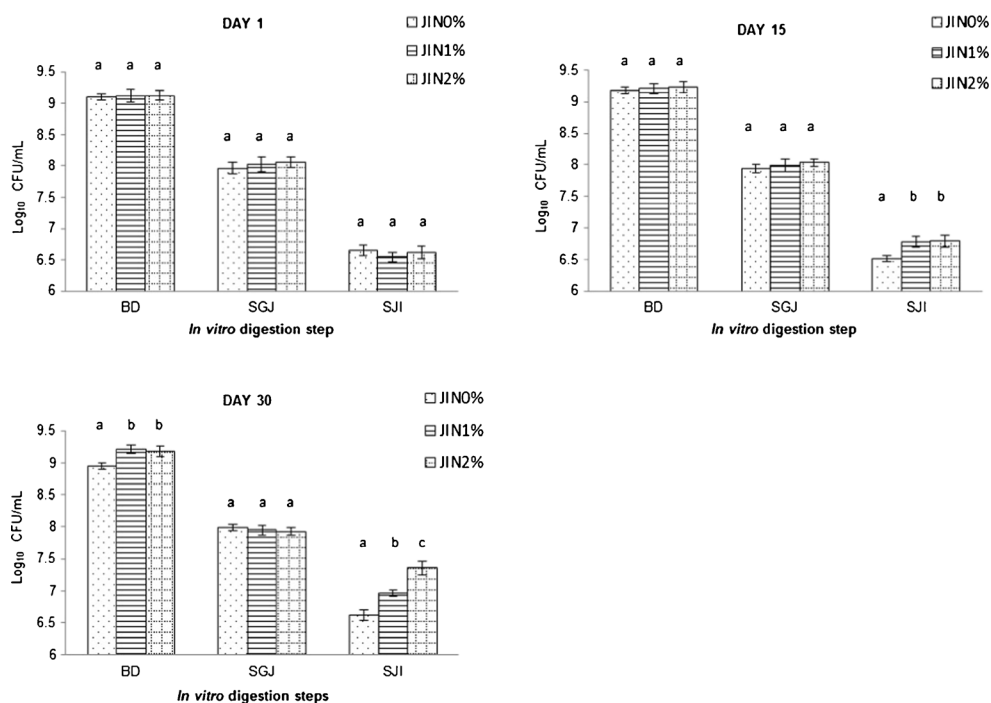 DAY 1
JIN0%
JIN1%
JIN2%
a a a
a a a
a a a
9.5
9
8.5
8
7.5
7
6.5
6
Log₁₀ CFU/mL
BD SGJ SJI
In vitro digestion step
DAY 15
JIN0%
JIN1%
JIN2%
a a a
a a a
a b b
9.5
9
8.5
8
7.5
7
6.5
6
Log₁₀ CFU/mL
BD SGJ SJI
In vitro digestion step
DAY 30
JIN0%
JIN1%
JIN2%
a b b
a a a
a b c
9.5
9
8.5
8
7.5
7
6.5
6
Log₁₀ CFU/mL
BD SGJ SJI
In vitro digestion steps